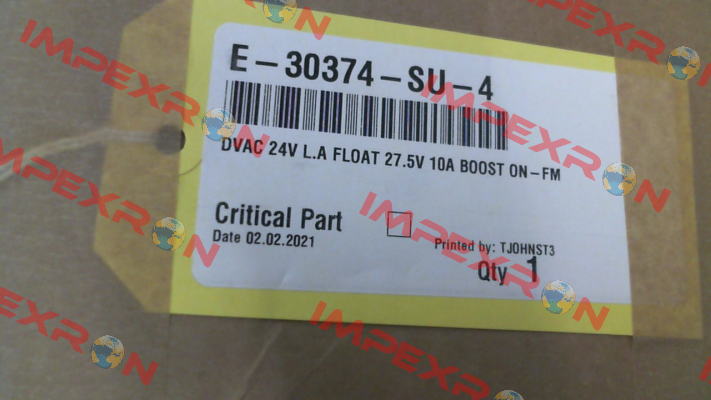 E-30374-SU-4
DVAC 24V L.A FLOAT 27.5V 10A BOOST ON-FM
Critical Part
Date 02.02.2021
Printed by: TJOHNST3
Qty 1
IMPEXRON
IMPEXRON
IMPEXRON
IMPEXRON
IMPEXRON
IMPEXRON
IMPEXRON